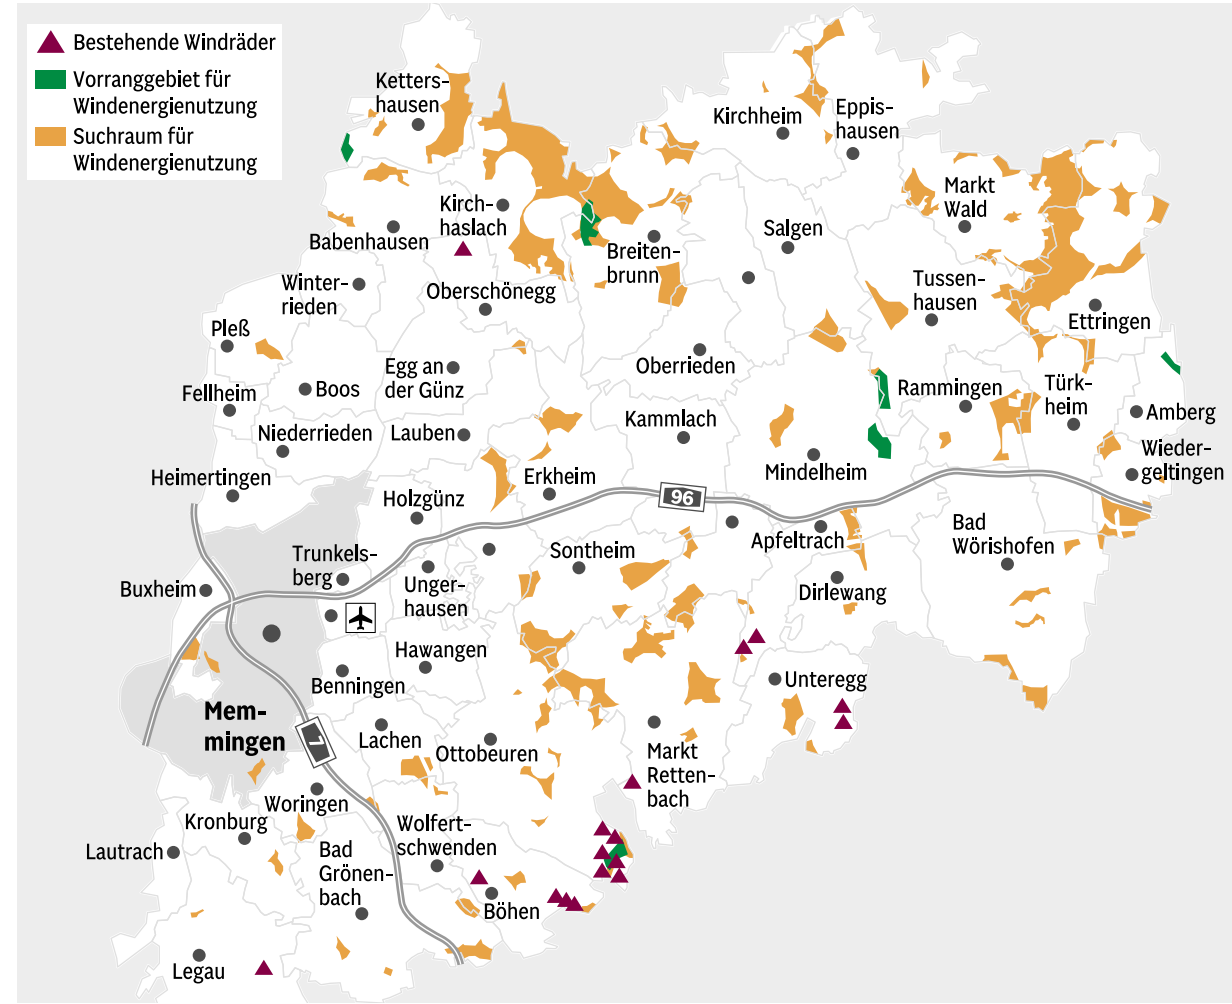 Bestehende Windräder
Vorranggebiet für
Windenergienutzung
Suchraum für
Windenergienutzung
Ketters-
hausen
Kirchheim
Eppis-
hausen
Markt
Wald
Kirch-
haslach
Babenhausen
Breiten-
brunn
Salgen
Winter-
rieden
Oberschönegg
Tussen-
hausen
Ettringen
Pleß
Egg an
der Günz
Oberrieden
Boos
Fellheim
Rammingen
Türk-
heim
Amberg
Niederrieden
Lauben
Kammlach
Wieder-
geltingen
Heimertingen
Erkheim
Mindelheim
Holzgünz
96
Bad
Wörishofen
Apfeltrach
Sontheim
Trunkels-
berg
Unger-
hausen
Buxheim
Dirlewang
Hawangen
Benningen
Unteregg
Mem-
mingen
7
Lachen
Ottobeuren
Markt
Retten-
bach
Woringen
Kronburg
Wolfert-
schwenden
Lautrach
Bad
Grönen-
bach
Böhen
Legau